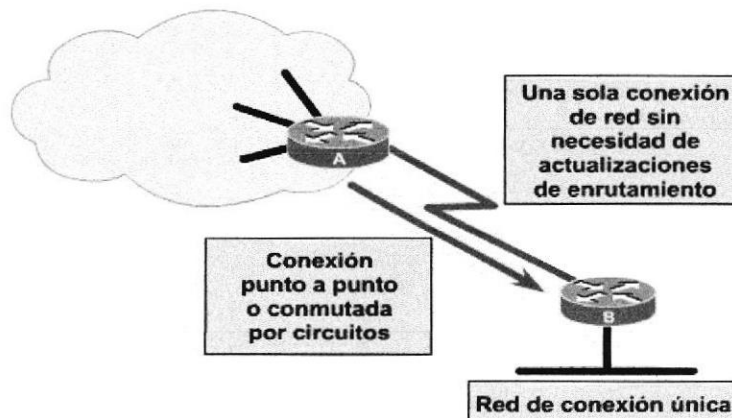 Una sola conexión
de red sin
necesidad de
actualizaciones
de enrutamiento
A
Conexión
punto a punto
o conmutada
por circuitos
B
Red de conexión única